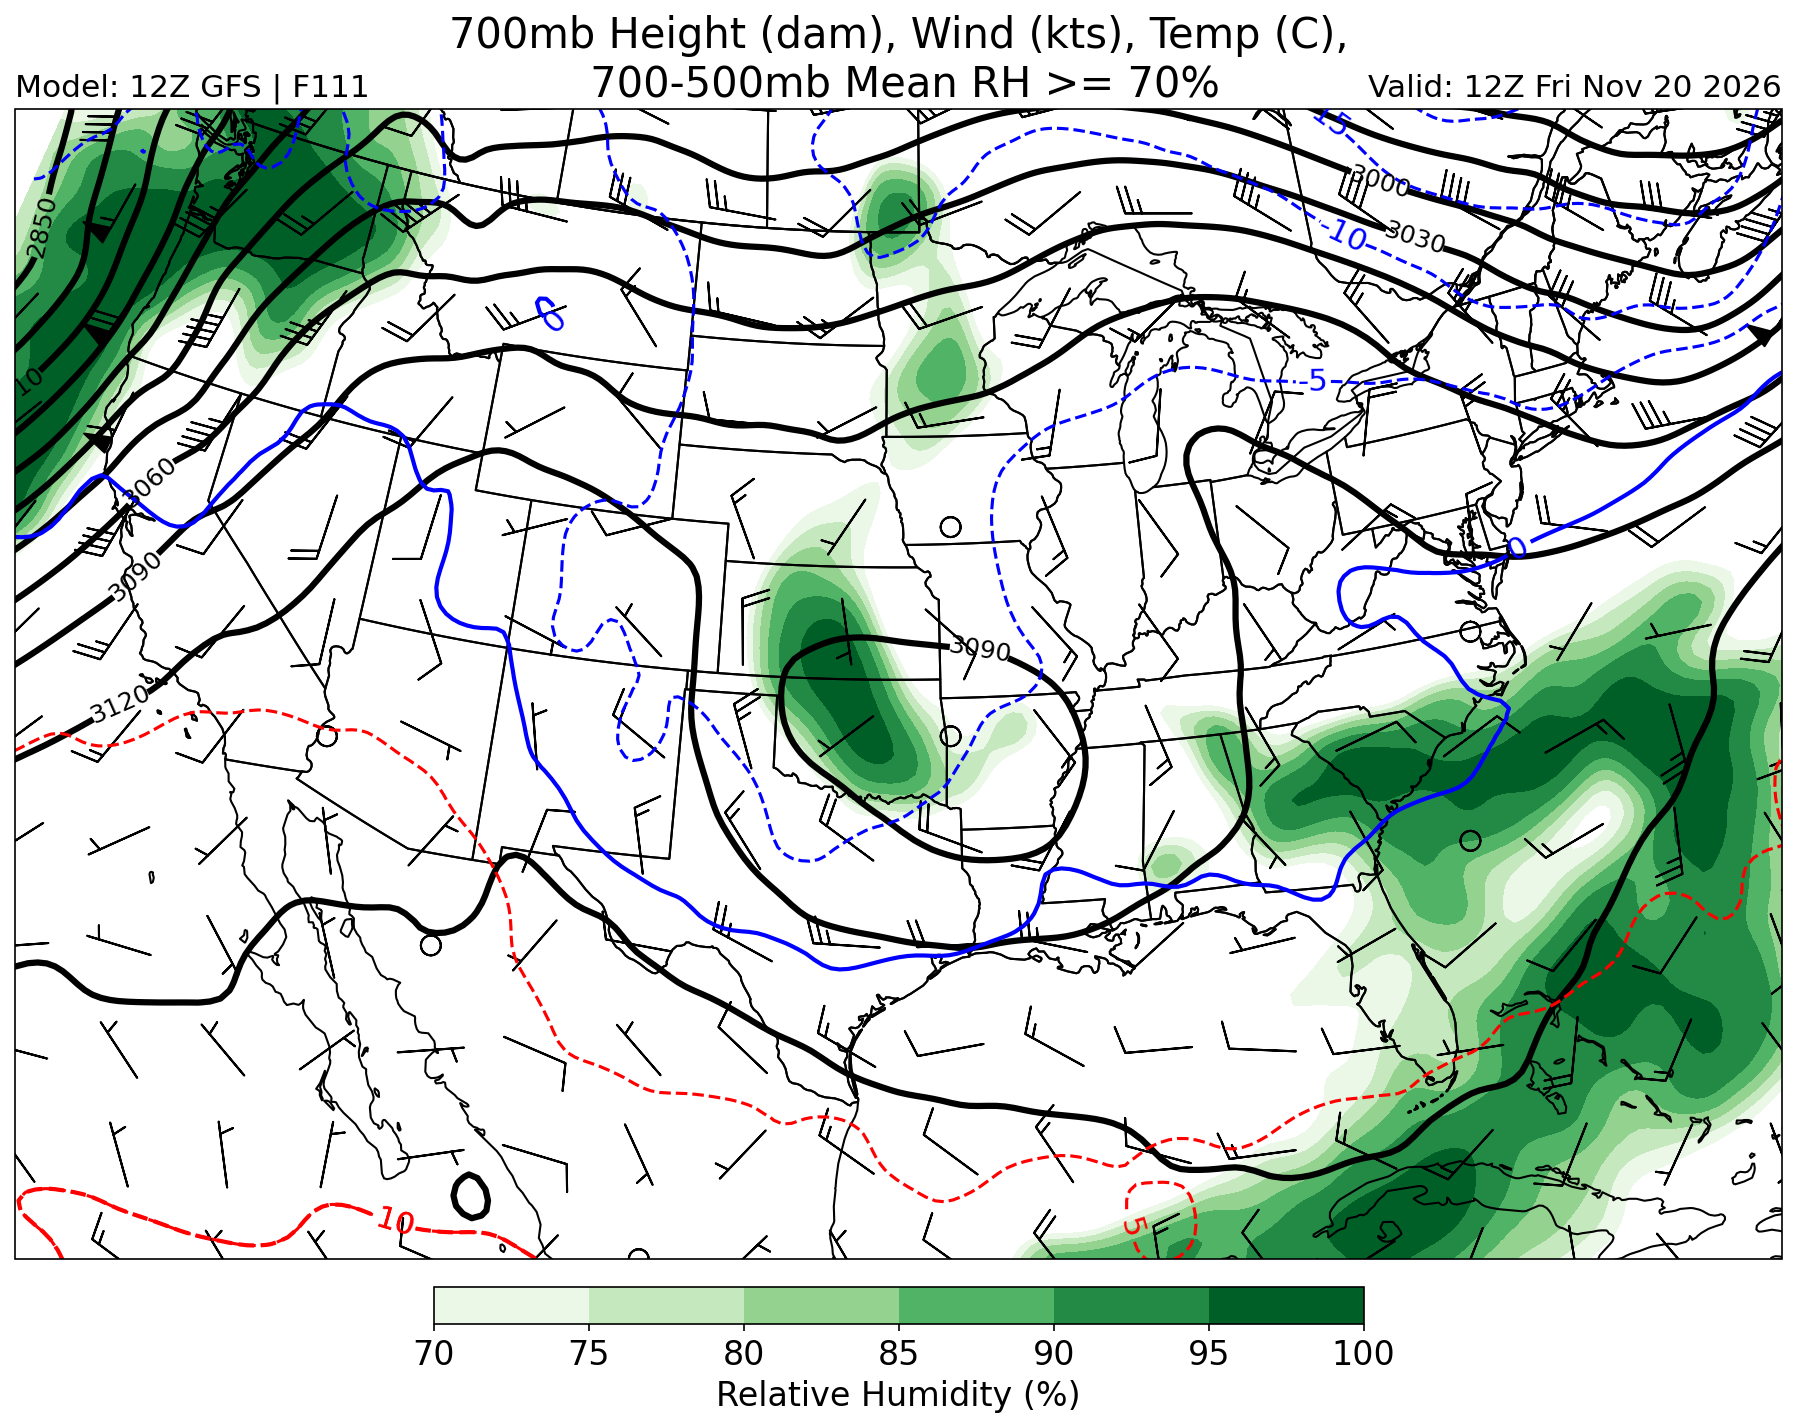 700mb Height (dam), Wind (kts), Temp (C),
700-500mb Mean RH >= 70%
Model: 12Z GFS | F111
Valid: 12Z Fri Nov 20 2026
-15
3000
2850
-10
3030
0
-5
10
3060
0
3090
3090
3120
10
5
70 75 80 85 90 95 100
Relative Humidity (%)